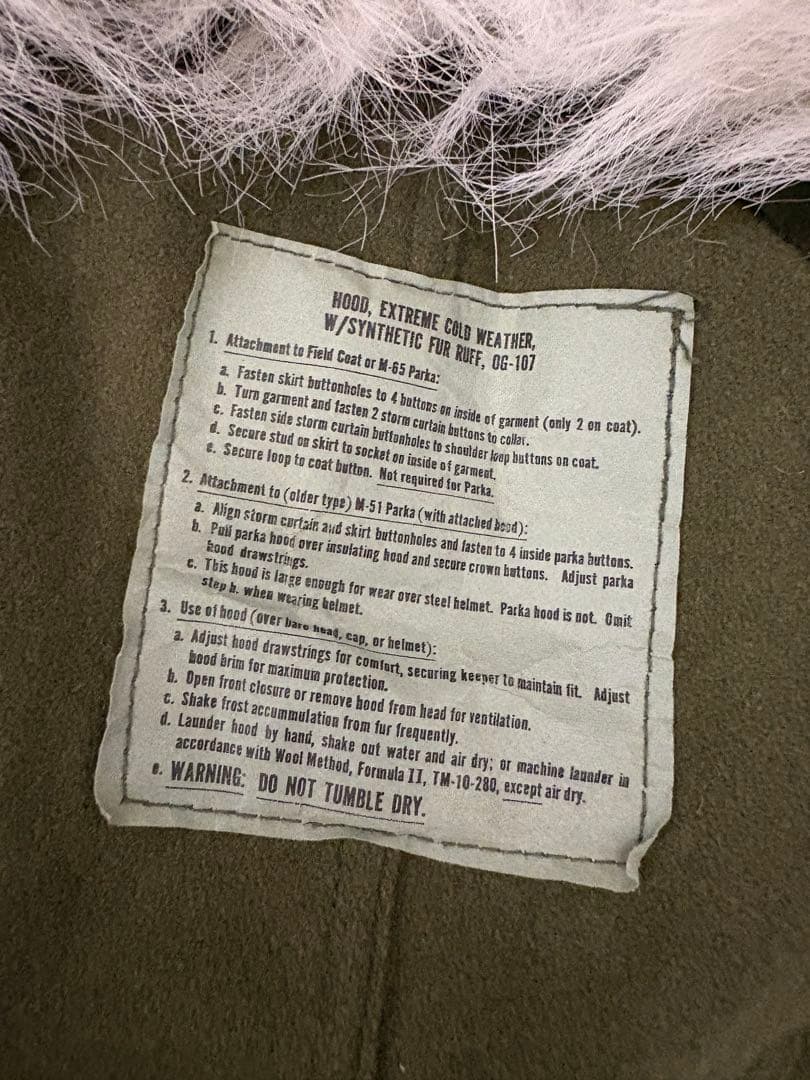 HOOD, EXTREME COLD WEATHER,
W/SYNTHETIC FUR RUFF, OG-107
1. Attachment to Field Coat or M-65 Parka:
a. Fasten skirt buttonholes to 4 buttons on inside of garment (only 2 on coat).
b. Turn garment and fasten 2 storm curtain buttons to collar.
c. Fasten side storm curtain buttonholes to shoulder loop buttons on coat.
d. Secure stud on skirt to socket on inside of garment.
e. Secure loop to coat button. Not required for Parka.
2. Attachment to (older type) M-51 Parka (with attached hood):
a. Align storm curtain and skirt buttonholes and fasten to 4 inside parka buttons.
b. Pull parka hood over insulating hood and secure crown buttons. Adjust parka
hood drawstrings.
c. This hood is large enough for wear over steel helmet. Parka hood is not. Omit
step b. when wearing helmet.
3. Use of hood (over bare head, cap, or helmet):
a. Adjust hood drawstrings for comfort, securing keeper to maintain fit. Adjust
hood brim for maximum protection.
b. Open front closure or remove hood from head for ventilation.
c. Shake frost accummulation from fur frequently.
d. Launder hood by hand, shake out water and air dry; or machine launder in
accordance with Wool Method, Formula II, TM-10-280, except air dry.
e. WARNING: DO NOT TUMBLE DRY.